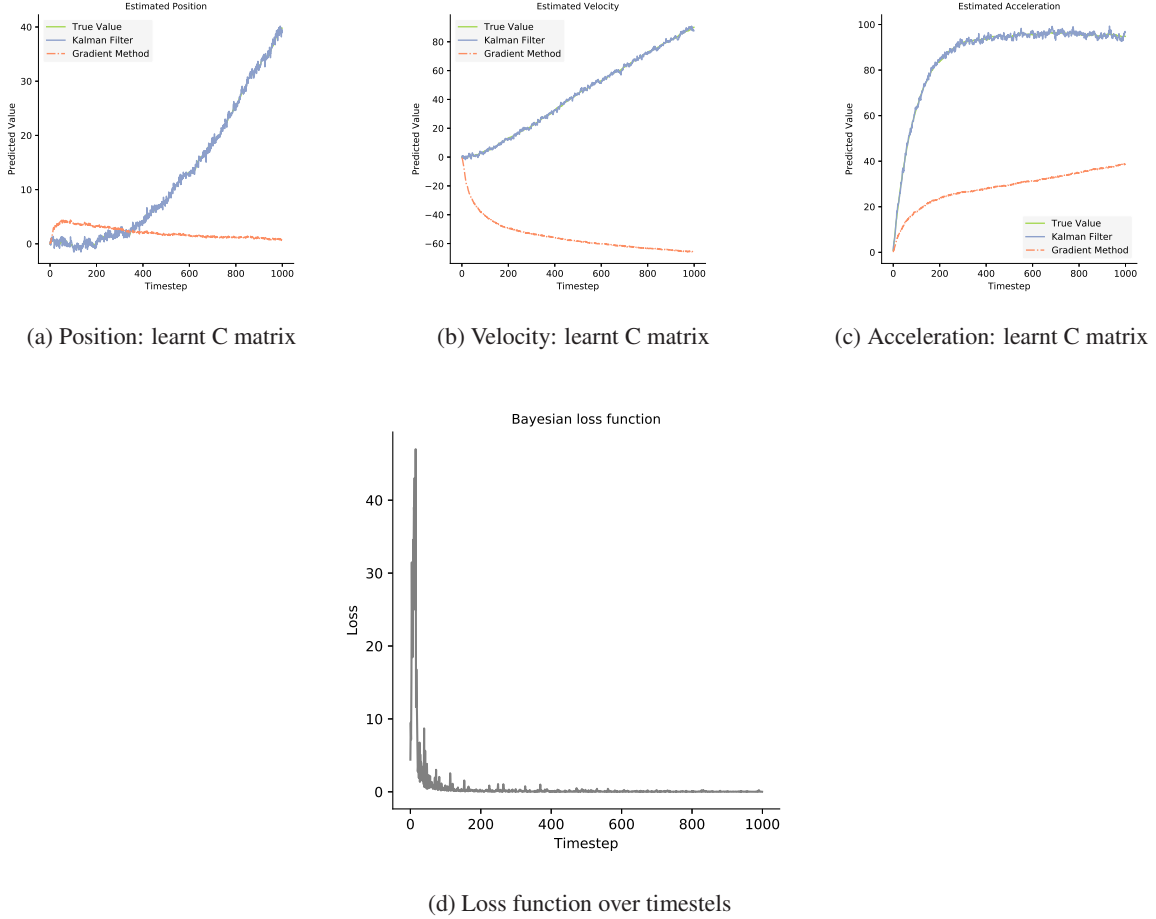 Estimated Position
True Value
Kalman Filter
Gradient Method
Predicted Value
40
30
20
10
0
0 200 400 600 800 1000
Timestep
(a) Position: learnt C matrix
Estimated Velocity
True Value
Kalman Filter
Gradient Method
Predicted Value
80
60
40
20
0
−20
−40
−60
0 200 400 600 800 1000
Timestep
(b) Velocity: learnt C matrix
Estimated Acceleration
Predicted Value
100
80
60
40
20
0
True Value
Kalman Filter
Gradient Method
0 200 400 600 800 1000
Timestep
(c) Acceleration: learnt C matrix
Bayesian loss function
Loss
40
30
20
10
0
0 200 400 600 800 1000
Timestep
(d) Loss function over timestels